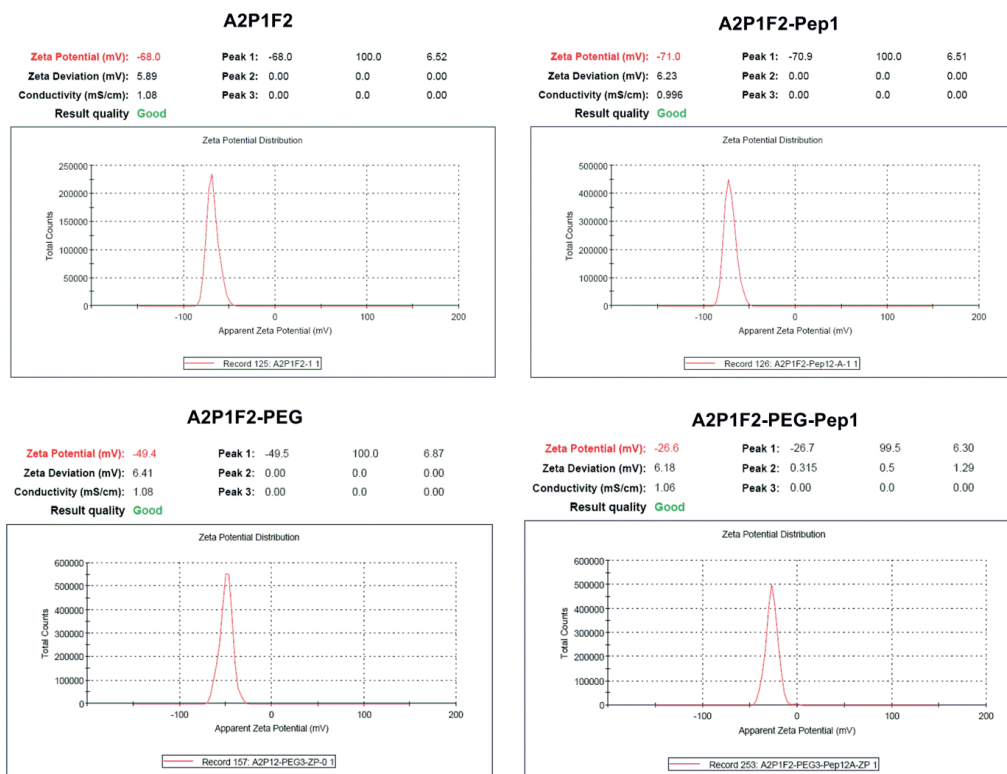 A2P1F2
Zeta Potential (mV): -68.0 Peak 1: -68.0 100.0 6.52
Zeta Deviation (mV): 5.89 Peak 2: 0.00 0.0 0.00
Conductivity (mS/cm): 1.08 Peak 3: 0.00 0.0 0.00
Result quality Good
Zeta Potential Distribution
250000
200000
150000
100000
50000
0
Total Counts
-100 0 100 200
Apparent Zeta Potential (mV)
Record 125: A2P1F2-1 1
A2P1F2-Pep1
Zeta Potential (mV): -71.0 Peak 1: -70.9 100.0 6.51
Zeta Deviation (mV): 6.23 Peak 2: 0.00 0.0 0.00
Conductivity (mS/cm): 0.996 Peak 3: 0.00 0.0 0.00
Result quality Good
Zeta Potential Distribution
500000
400000
300000
200000
100000
0
Total Counts
-100 0 100 200
Apparent Zeta Potential (mV)
Record 126: A2P1F2-Pep12-A-1 1
A2P1F2-PEG
Zeta Potential (mV): -49.4 Peak 1: -49.5 100.0 6.87
Zeta Deviation (mV): 6.41 Peak 2: 0.00 0.0 0.00
Conductivity (mS/cm): 1.08 Peak 3: 0.00 0.0 0.00
Result quality Good
Zeta Potential Distribution
600000
500000
400000
300000
200000
100000
0
Total Counts
-100 0 100 200
Apparent Zeta Potential (mV)
Record 157: A2P12-PEG3-ZP-0 1
A2P1F2-PEG-Pep1
Zeta Potential (mV): -26.6 Peak 1: -26.7 99.5 6.30
Zeta Deviation (mV): 6.18 Peak 2: 0.315 0.5 1.29
Conductivity (mS/cm): 1.06 Peak 3: 0.00 0.0 0.00
Result quality Good
Zeta Potential Distribution
600000
500000
400000
300000
200000
100000
0
Total Counts
-100 0 100 200
Apparent Zeta Potential (mV)
Record 253: A2P1F2-PEG3-Pep12A-ZP 1